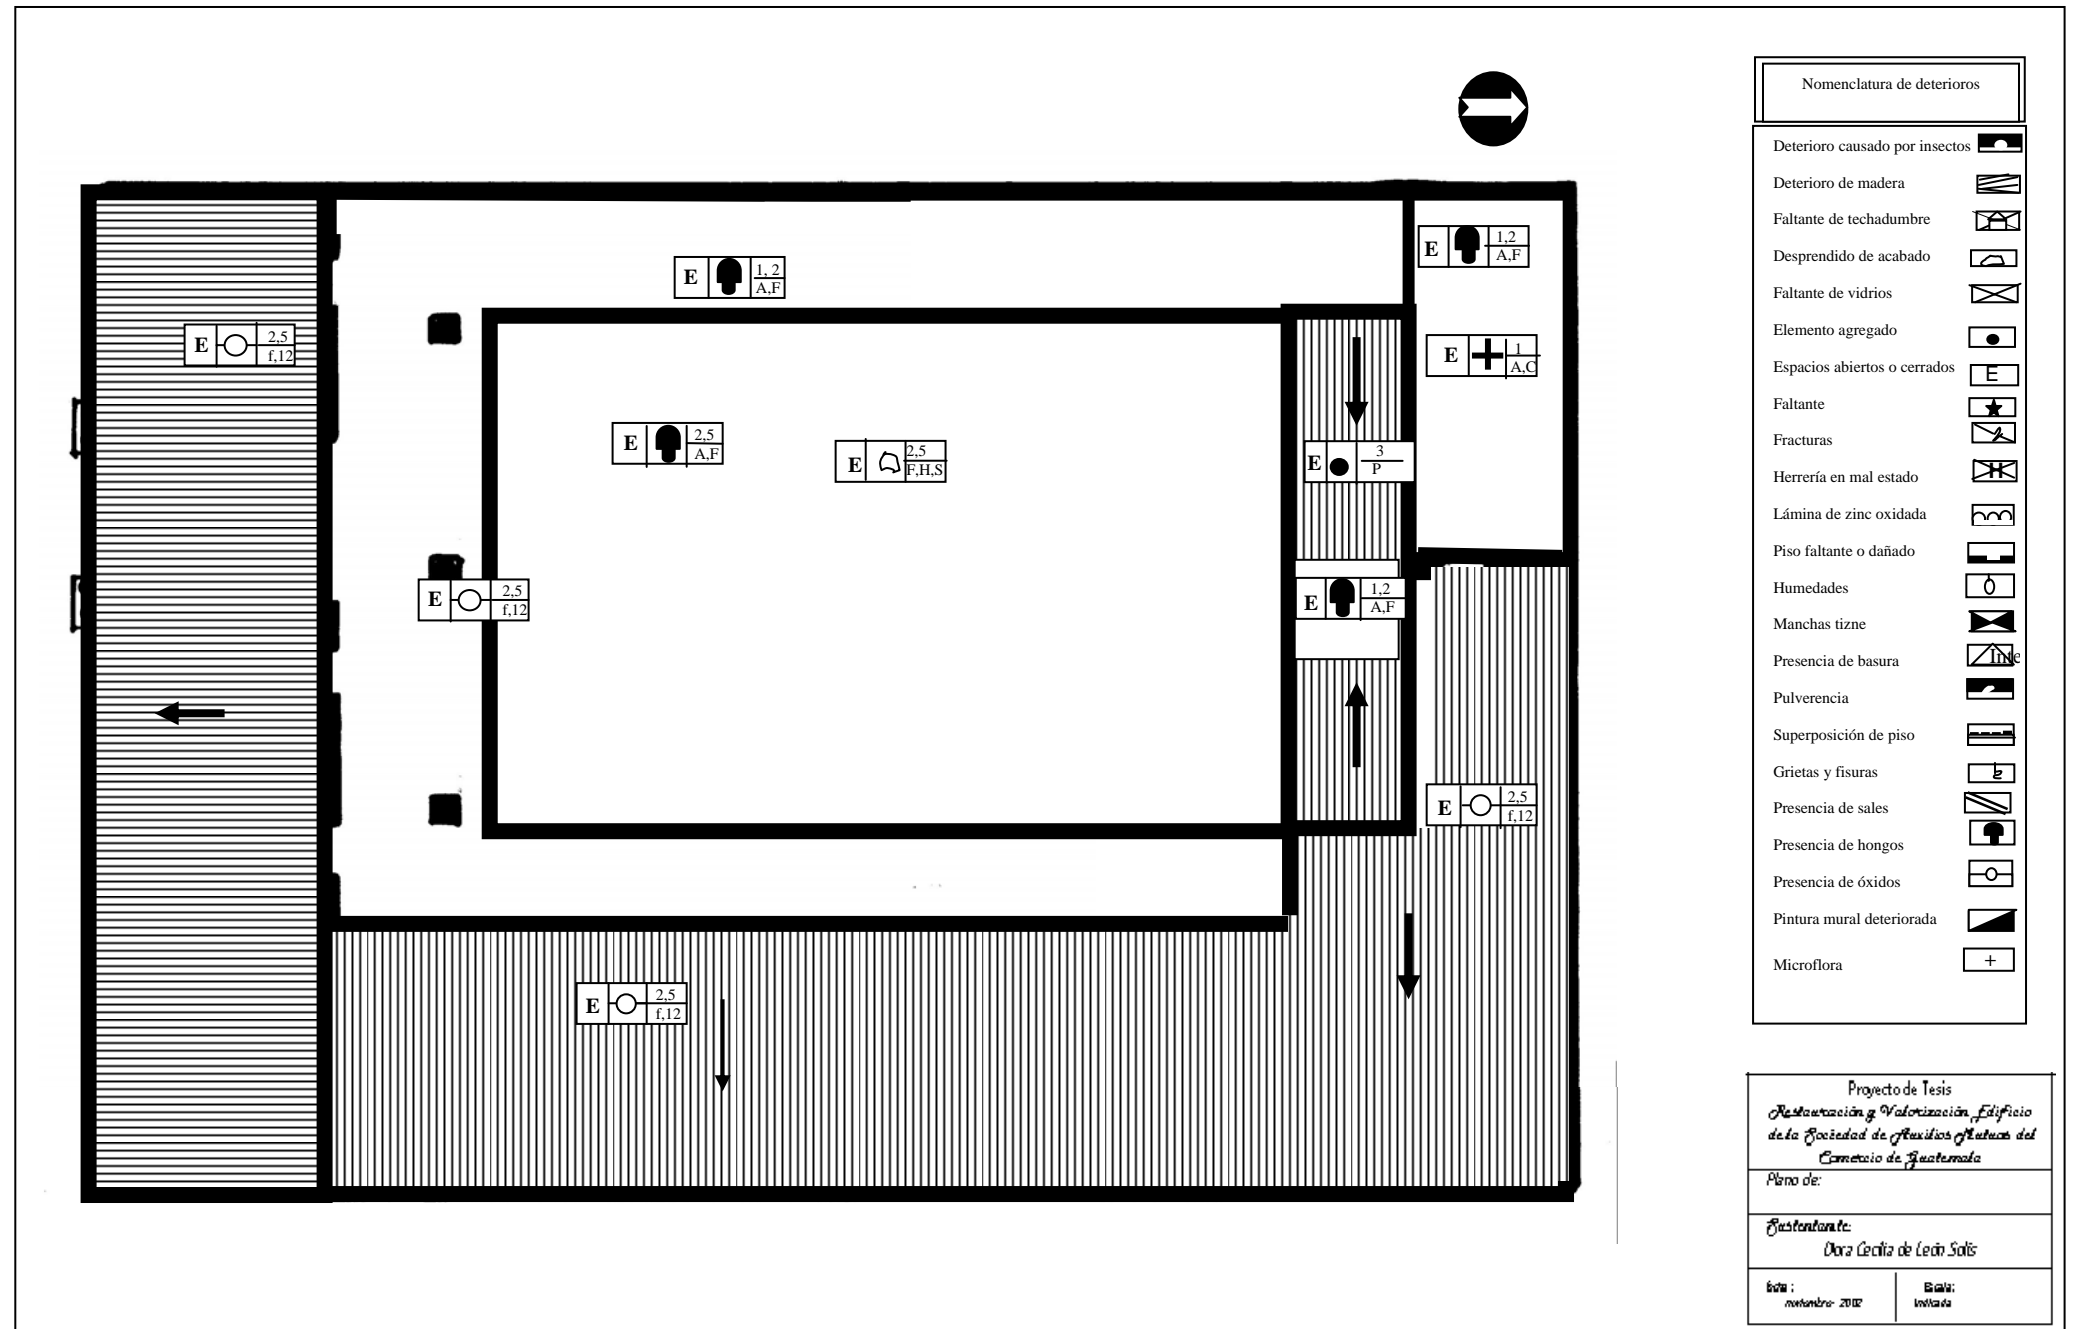 Nomenclatura de deterioros
Deterioro causado por insectos
Deterioro de madera
Faltante de techadumbre
Desprendido de acabado
Faltante de vidrios
Elemento agregado
Espacios abiertos o cerrados
E
Faltante
Fracturas
Herrería en mal estado
H
Lámina de zinc oxidada
Piso faltante o dañado
Humedades
Manchas tizne
Presencia de basura
Inte
Pulverencia
Superposición de piso
Grietas y fisuras
Presencia de sales
Presencia de hongos
Presencia de óxidos
Pintura mural deteriorada
Microflora
+
E 1,2
A,F
E 1, 2
A,F
E 2,5
f,12
E 1
A,C
E 2,5
A,F
E 2,5
F,H,S
E 3
P
E 2,5
f,12
E 1,2
A,F
E 2,5
f,12
E 2,5
f,12
Proyecto de Tesis
Restauración y Valorización Edificio
de la Sociedad de Auxilios Mutuos del
Comercio de Guatemala
Plano de:
Sustentante:
Cecilia de León Solís
fecha :
noviembre- 2002
Escala:
Indicada